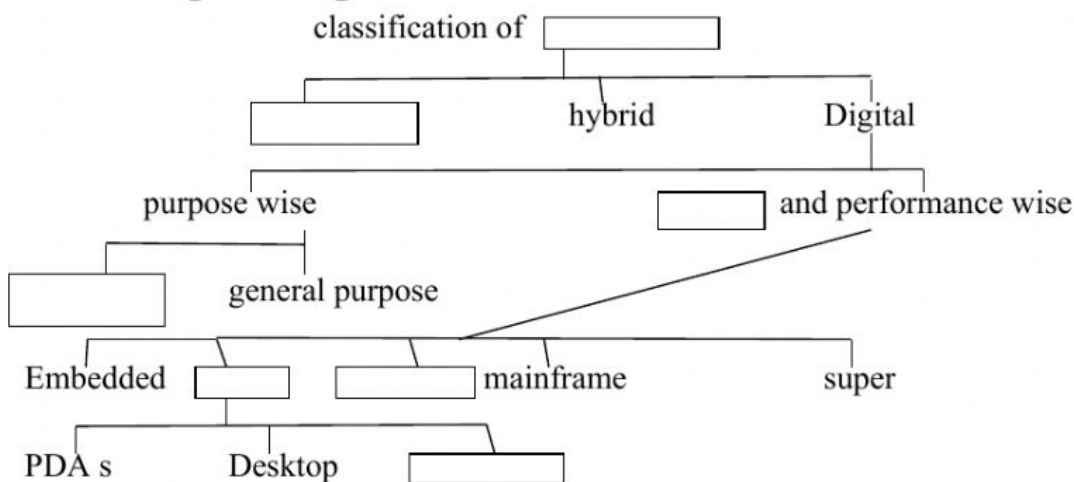 classification of
hybrid Digital
purpose wise and performance wise
general purpose
Embedded mainframe super
PDA s Desktop